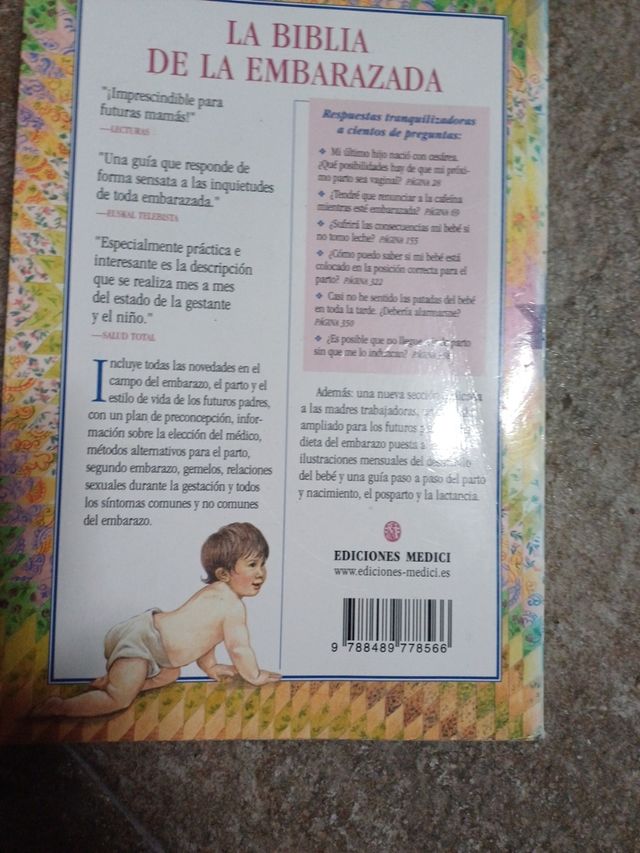 LA BIBLIA
DE LA EMBARAZADA
"¡Imprescindible para
futuras mamás!"
—LECTURAS
"Una guía que responde de
forma sensata a las inquietudes
de toda embarazada."
—EUSKAL TELEBISTA
"Especialmente práctica e
interesante es la descripción
que se realiza mes a mes
del estado de la gestante
y el niño."
—SALUD TOTAL
Incluye todas las novedades en el
campo del embarazo, el parto y el
estilo de vida de los futuros padres,
con un plan de preconcepción, infor-
mación sobre la elección del médico,
métodos alternativos para el parto,
segundo embarazo, gemelos, relaciones
sexuales durante la gestación y todos
los síntomas comunes y no comunes
del embarazo.
Respuestas tranquilizadoras
a cientos de preguntas:
❖ Mi último hijo nació con cesárea.
¿Qué posibilidades hay de que mi próxi-
mo parto sea vaginal? PÁGINA 28
❖ ¿Tendré que renunciar a la cafeína
mientras esté embarazada? PÁGINA 69
❖ ¿Sufrirá las consecuencias mi bebé si
no tomo leche? PÁGINA 155
❖ ¿Cómo puedo saber si mi bebé está
colocado en la posición correcta para el
parto? PÁGINA 322
❖ Casi no he sentido las patadas del bebé
en toda la tarde. ¿Debería alarmarme?
PÁGINA 350
❖ ¿Es posible que no llegue parto
sin que me lo induzcan?
Además: una nueva sección
a las madres trabajadoras,
ampliado para los futuros
dieta del embarazo puesta
ilustraciones mensuales del
del bebé y una guía paso a paso del parto
y nacimiento, el posparto y la lactancia.
EDICIONES MEDICI
www.ediciones-medici.es
9 788489 778566